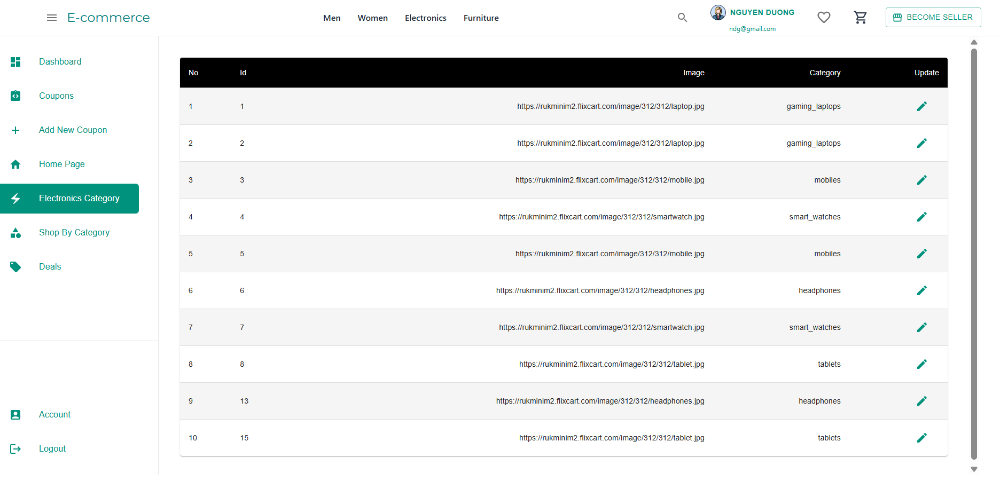 E-commerce
Men Women Electronics Furniture
NGUYEN DUONG
ndg@gmail.com
BECOME SELLER
Dashboard
Coupons
Add New Coupon
Home Page
Electronics Category
Shop By Category
Deals
Account
Logout
No Id Image Category Update
1 1 https://rukminim2.flixcart.com/image/312/312/laptop.jpg gaming_laptops
2 2 https://rukminim2.flixcart.com/image/312/312/laptop.jpg gaming_laptops
3 3 https://rukminim2.flixcart.com/image/312/312/mobile.jpg mobiles
4 4 https://rukminim2.flixcart.com/image/312/312/smartwatch.jpg smart_watches
5 5 https://rukminim2.flixcart.com/image/312/312/mobile.jpg mobiles
6 6 https://rukminim2.flixcart.com/image/312/312/headphones.jpg headphones
7 7 https://rukminim2.flixcart.com/image/312/312/smartwatch.jpg smart_watches
8 8 https://rukminim2.flixcart.com/image/312/312/tablet.jpg tablets
9 13 https://rukminim2.flixcart.com/image/312/312/headphones.jpg headphones
10 15 https://rukminim2.flixcart.com/image/312/312/tablet.jpg tablets